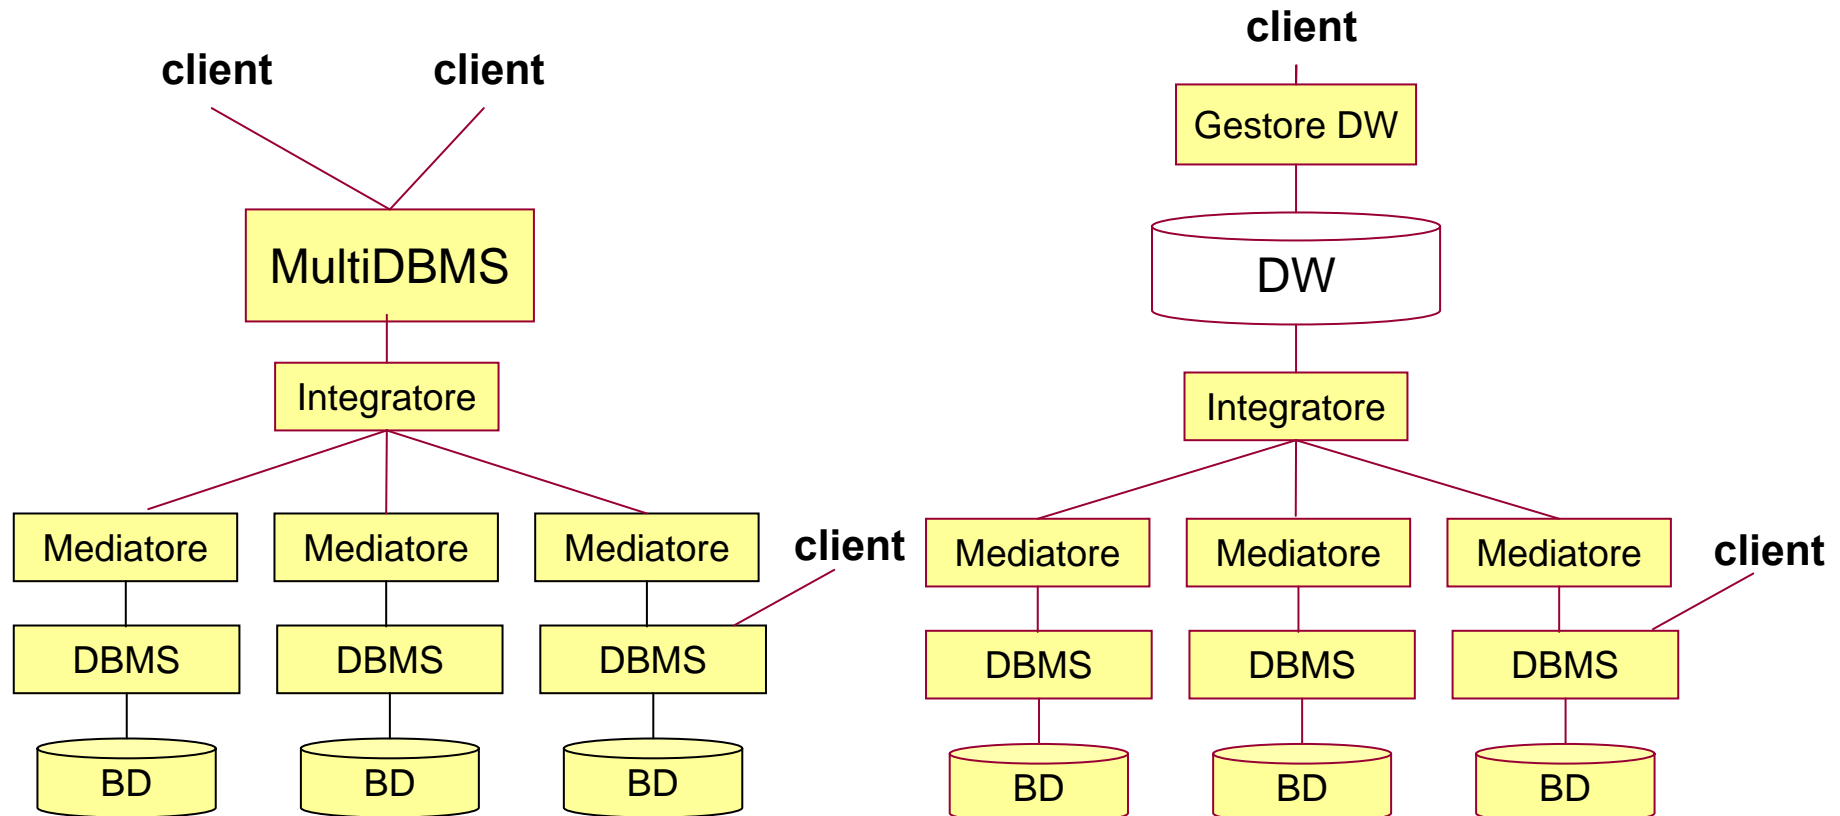 client client
MultiDBMS
Integratore
Mediatore Mediatore Mediatore client
DBMS DBMS DBMS
BD BD BD
client
Gestore DW
DW
Integratore
Mediatore Mediatore Mediatore client
DBMS DBMS DBMS
BD BD BD